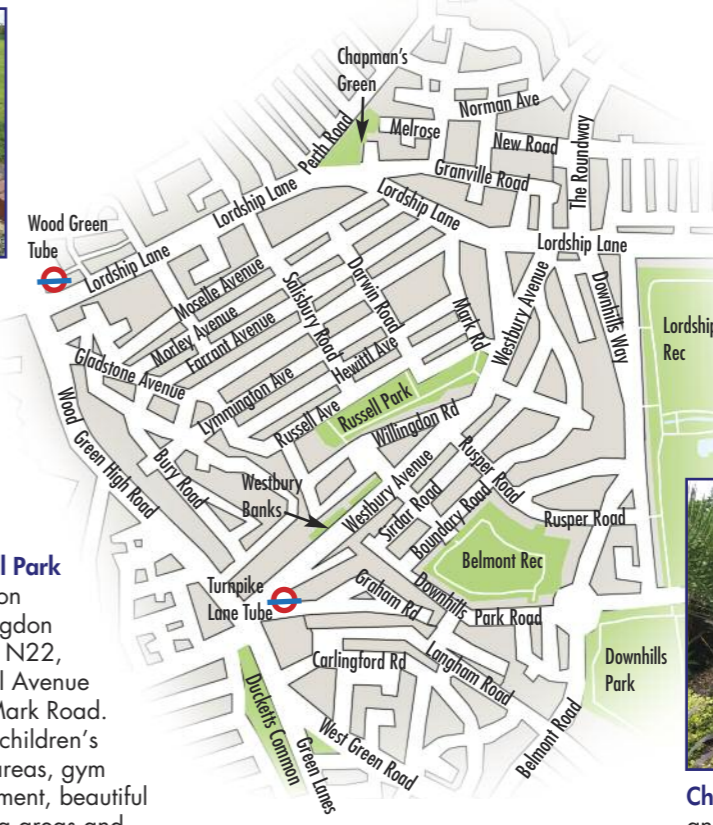 Chapman's
Green
Norman Ave
Melrose
Perth Road
New Road
The Roundway
Granville Road
Lordship Lane
Lordship Lane
Wood Green
Tube
Lordship Lane
Lordship Lane
Moselle Avenue
Salisbury Road
Darwin Road
Westbury Avenue
Downhills Way
Morley Avenue
Mark Rd
Lordship
Rec
Farrant Avenue
Gladstone Avenue
Hewitt Ave
Lymmington Ave
Russell Park
Russell Ave
Willingdon Rd
Wood Green High Road
Bury Road
Westbury
Banks
Westbury Avenue
Rusper Road
Sirdar Road
Boundary Road
Rusper Road
Belmont Rec
Turnpike
Lane Tube
Graham Rd
Downhills
Park Road
Carlingford Rd
Langham Road
Downhills
Park
Ducketts Common
West Green Road
Belmont Road
Green Lanes
l Park
on
gdon
N22,
l Avenue
Mark Road.
children's
areas, gym
ment, beautiful